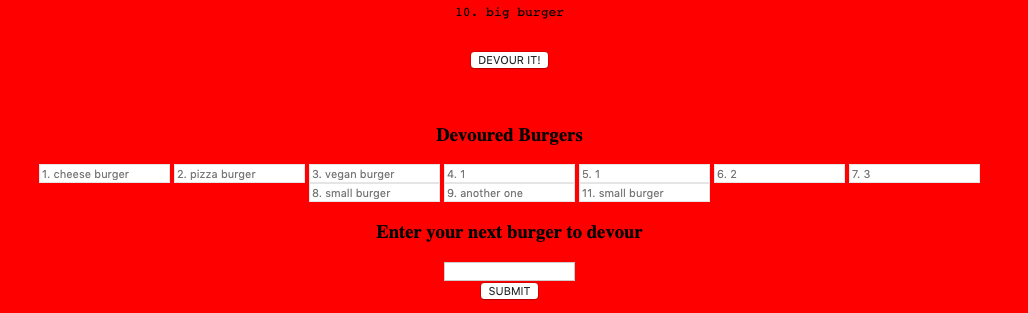 10. big burger
DEVOUR IT!
Devoured Burgers
1. cheese burger 2. pizza burger 3. vegan burger 4. 1 5. 1 6. 2 7. 3
8. small burger 9. another one 11. small burger
Enter your next burger to devour
SUBMIT